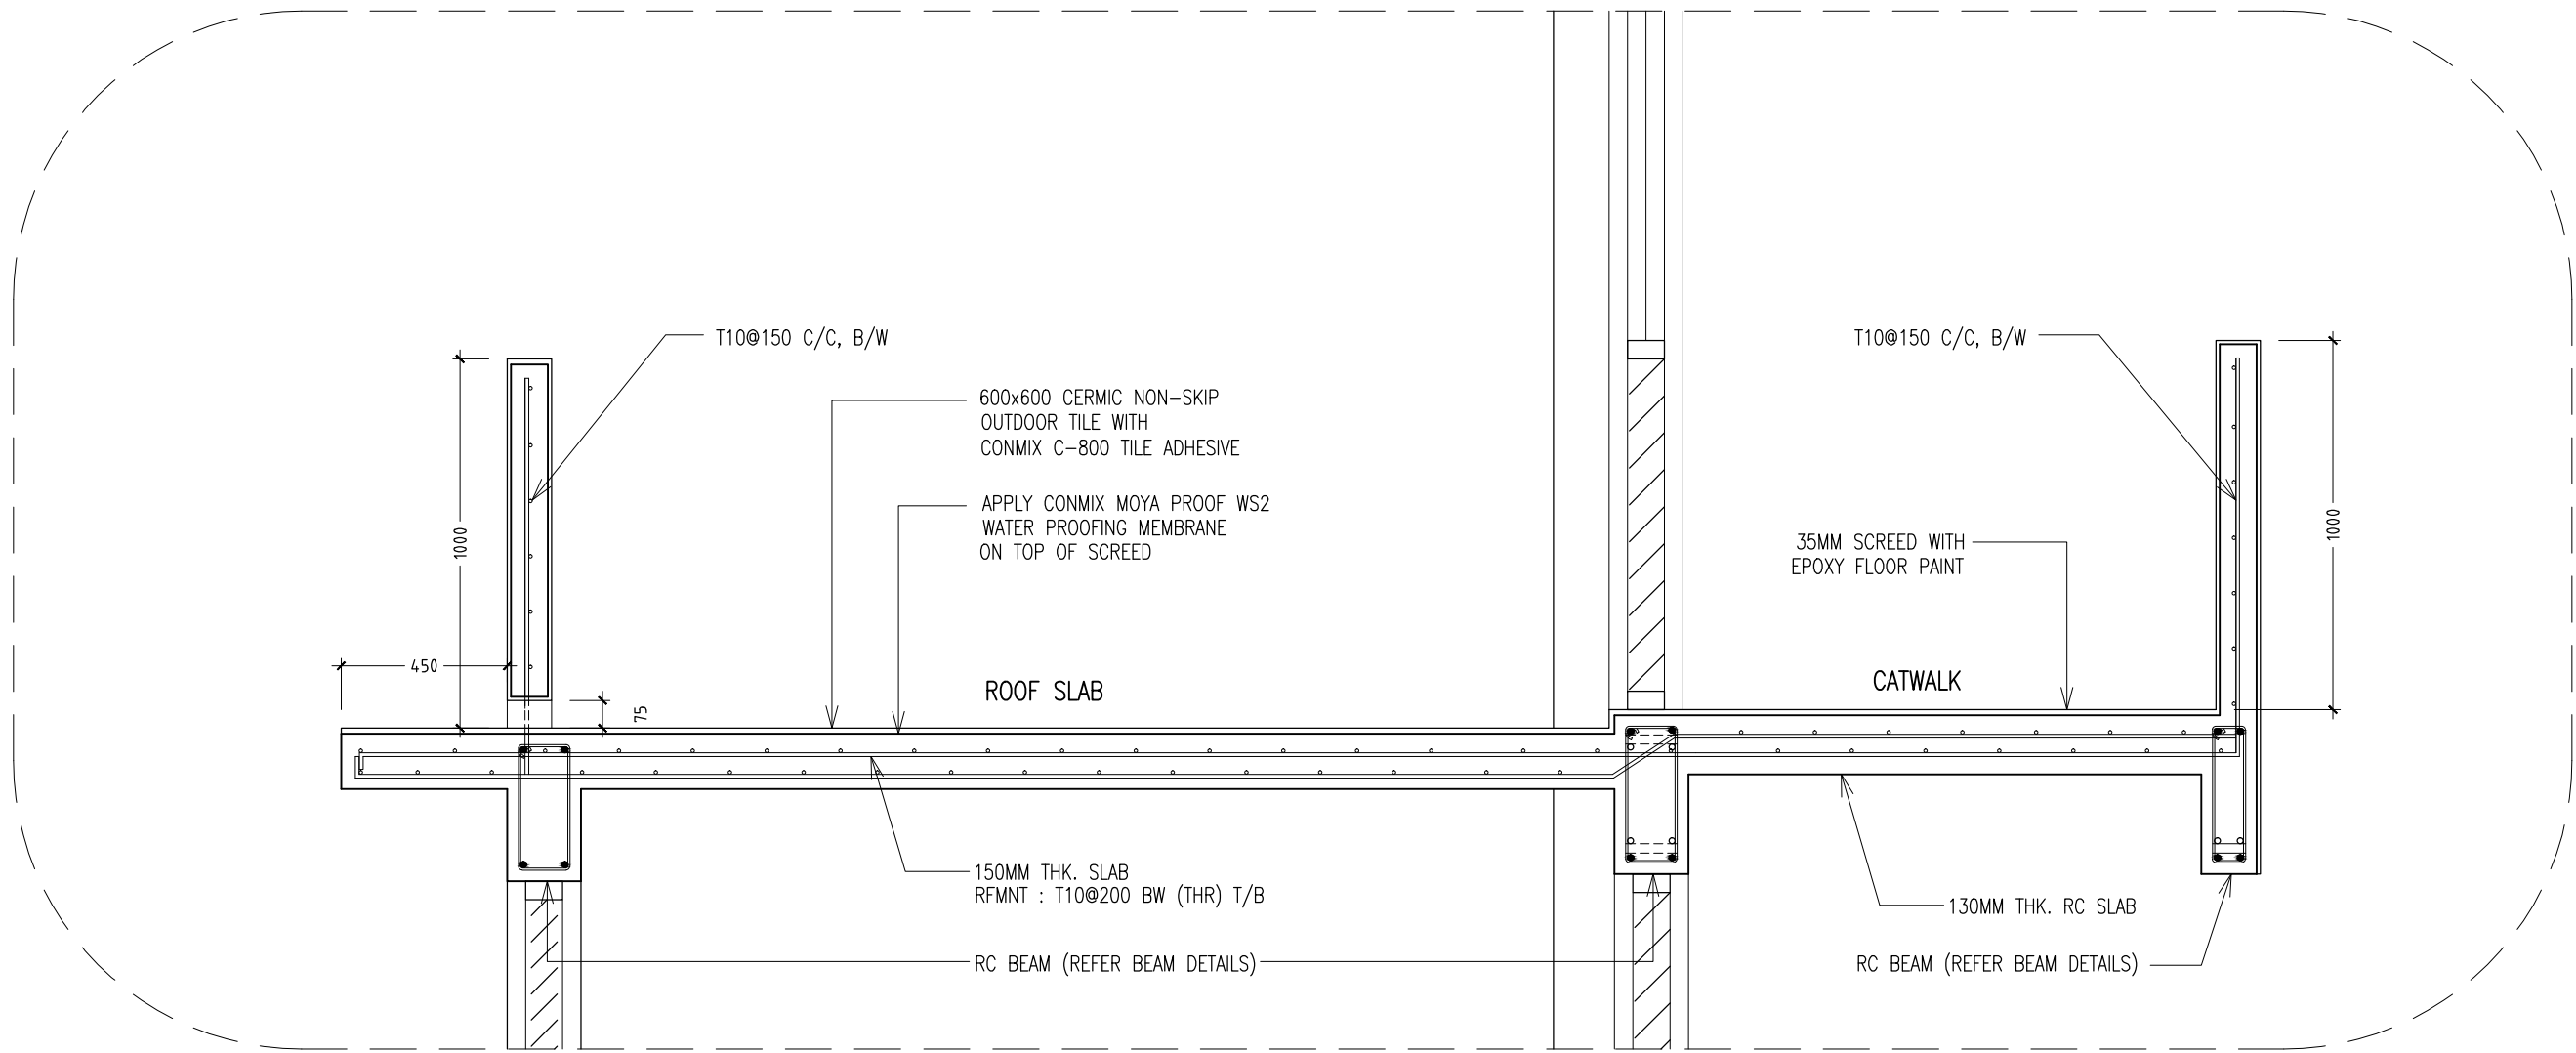 T10@150 C/C, B/W
T10@150 C/C, B/W
600x600 CERMIC NON-SKIP
OUTDOOR TILE WITH
CONMIX C-800 TILE ADHESIVE
APPLY CONMIX MOYA PROOF WS2
WATER PROOFING MEMBRANE
ON TOP OF SCREED
1000
1000
35MM SCREED WITH
EPOXY FLOOR PAINT
450
ROOF SLAB
CATWALK
75
150MM THK. SLAB
RFMNT : T10@200 BW (THR) T/B
130MM THK. RC SLAB
RC BEAM (REFER BEAM DETAILS)
RC BEAM (REFER BEAM DETAILS)